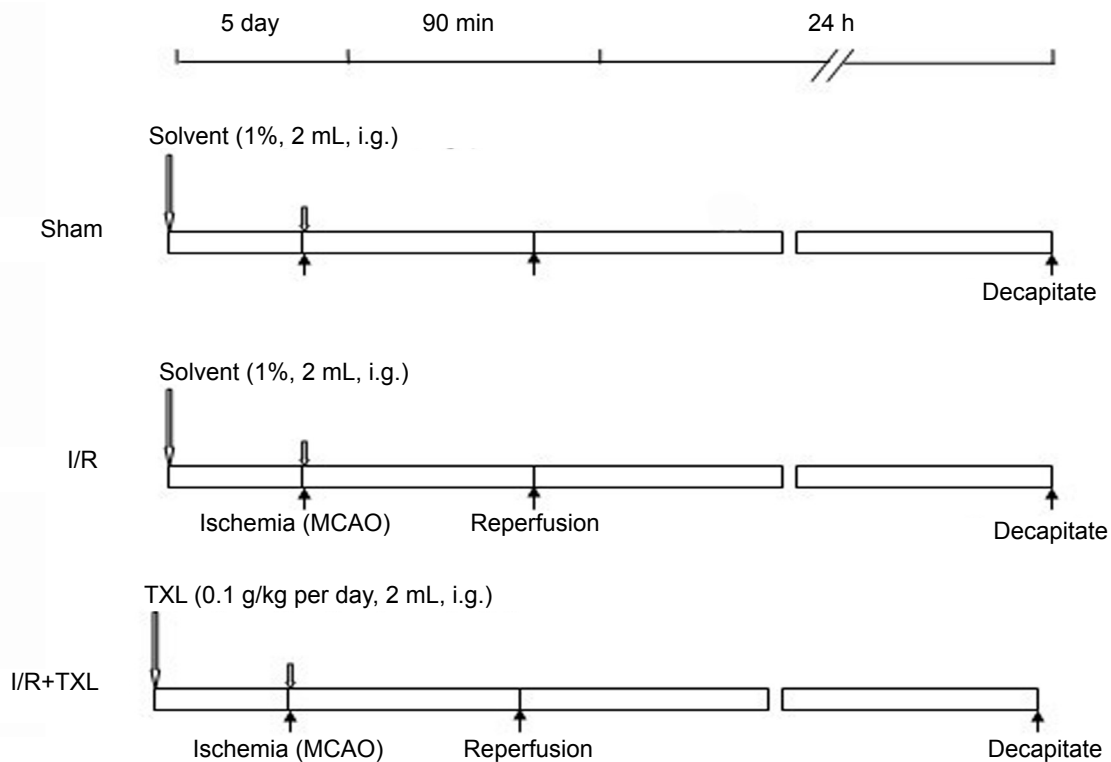 5 day 90 min 24 h
Solvent (1%, 2 mL, i.g.)
Sham
Decapitate
Solvent (1%, 2 mL, i.g.)
I/R
Ischemia (MCAO) Reperfusion Decapitate
TXL (0.1 g/kg per day, 2 mL, i.g.)
I/R+TXL
Ischemia (MCAO) Reperfusion Decapitate